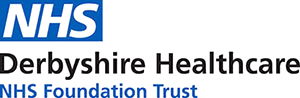 NHS
Derbyshire Healthcare
NHS Foundation Trust